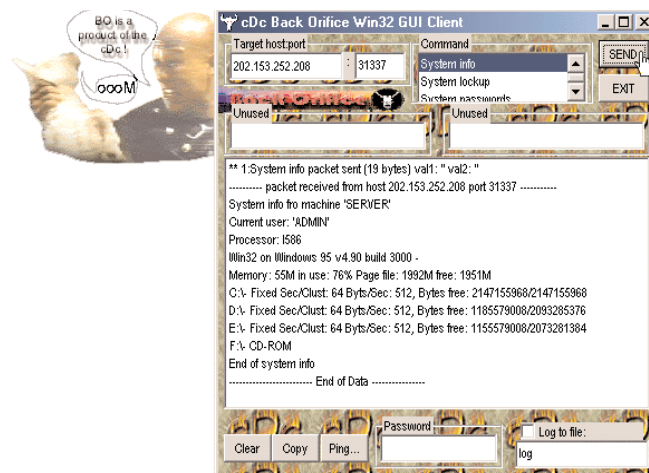 BO is a
product of the
cDc !
oooM
cDc Back Orifice Win32 GUI Client
Target host:port
202.153.252.208 : 31337
Command
System info
System lockup
System passwords
SEND
EXIT
BackOrifice
Unused
Unused
** 1:System info packet sent (19 bytes) val1: '' val2: ''
---------- packet received from host 202.153.252.208 port 31337 -----------
System info fro machine 'SERVER'
Current user: 'ADMIN'
Processor: I586
Win32 on Windows 95 v4.90 build 3000 -
Memory: 55M in use: 76% Page file: 1992M free: 1951M
C:\- Fixed Sec/Clust: 64 Byts/Sec: 512, Bytes free: 2147155968/2147155968
D:\- Fixed Sec/Clust: 64 Byts/Sec: 512, Bytes free: 1185579008/2093285376
E:\- Fixed Sec/Clust: 64 Byts/Sec: 512, Bytes free: 1155579008/2073281384
F:\- CD-ROM
End of system info
------------------------ End of Data ----------------
Clear
Copy
Ping...
Password
Log to file:
log